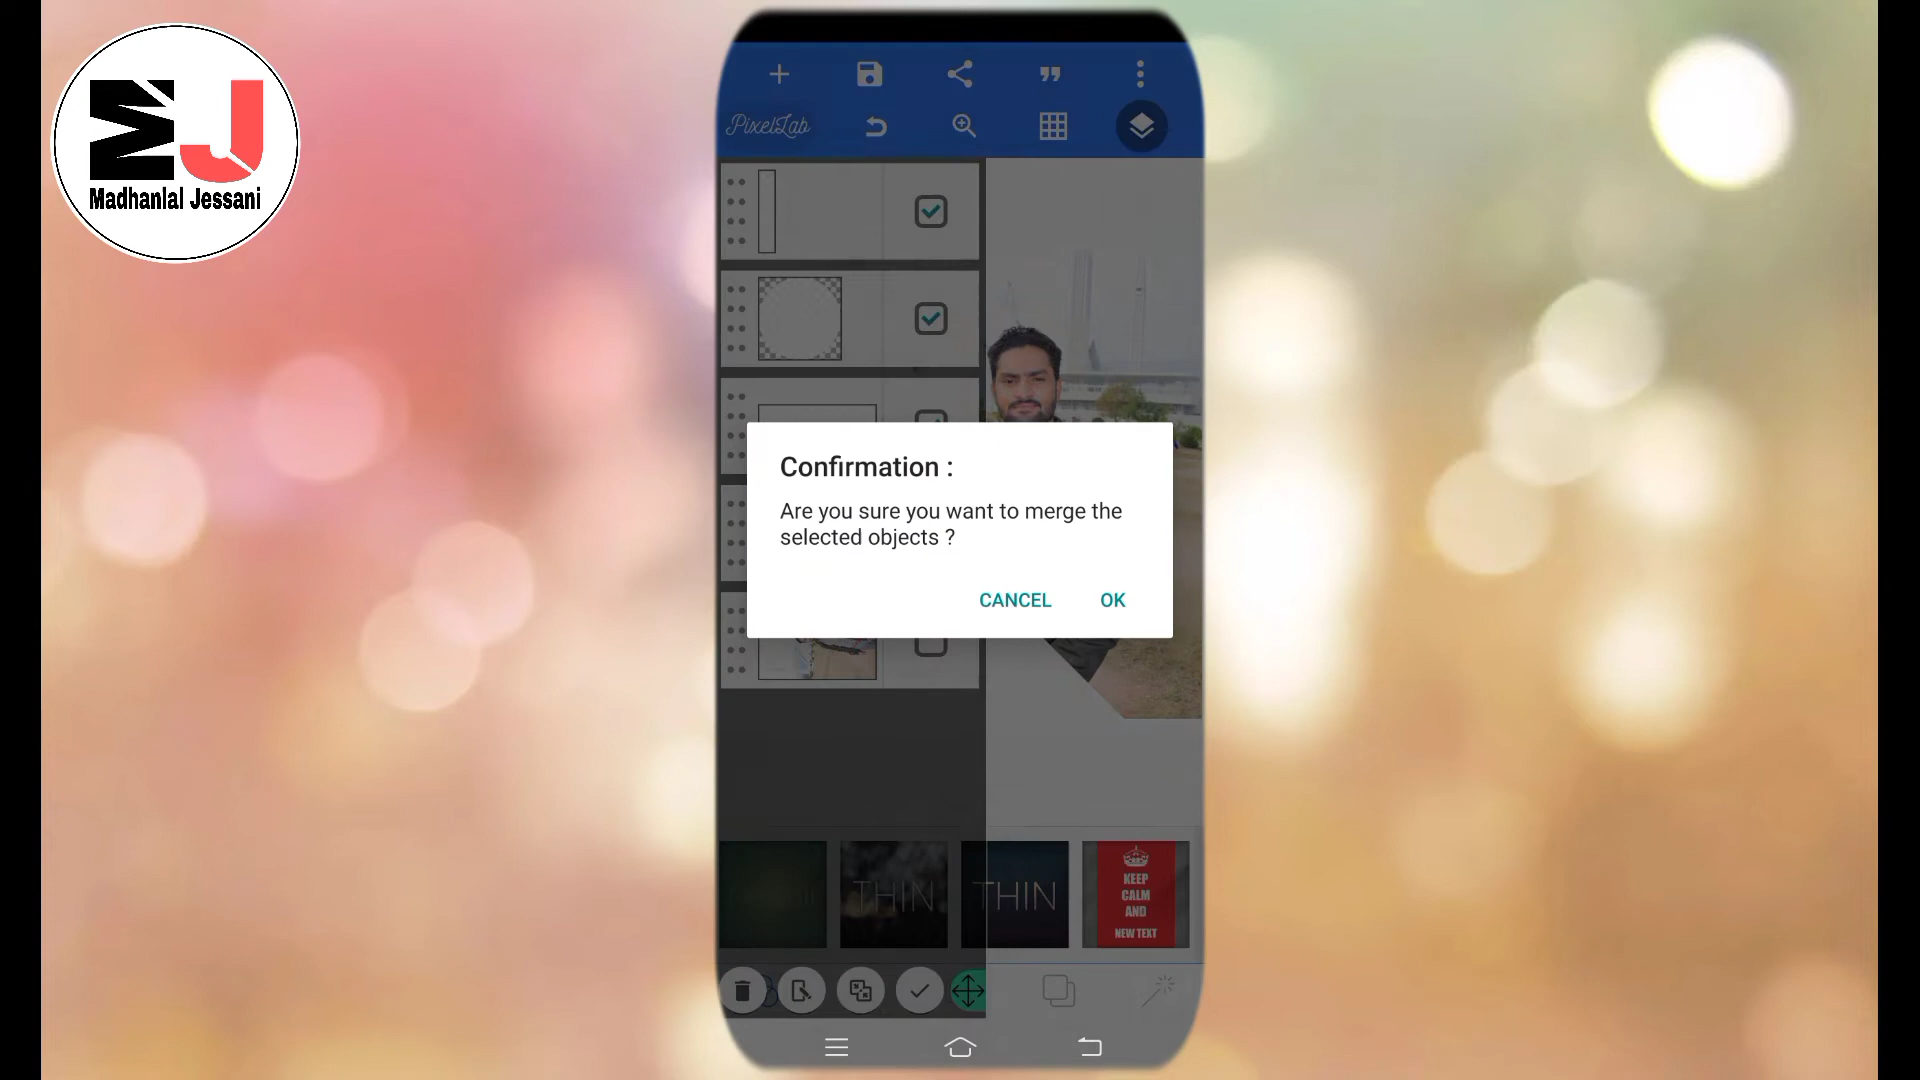 Madhanlal Jessani
PixelLab
Confirmation :
Are you sure you want to merge the
selected objects ?
CANCEL
OK
THIN
THIN
KEEP
CALM
AND
NEW TEXT